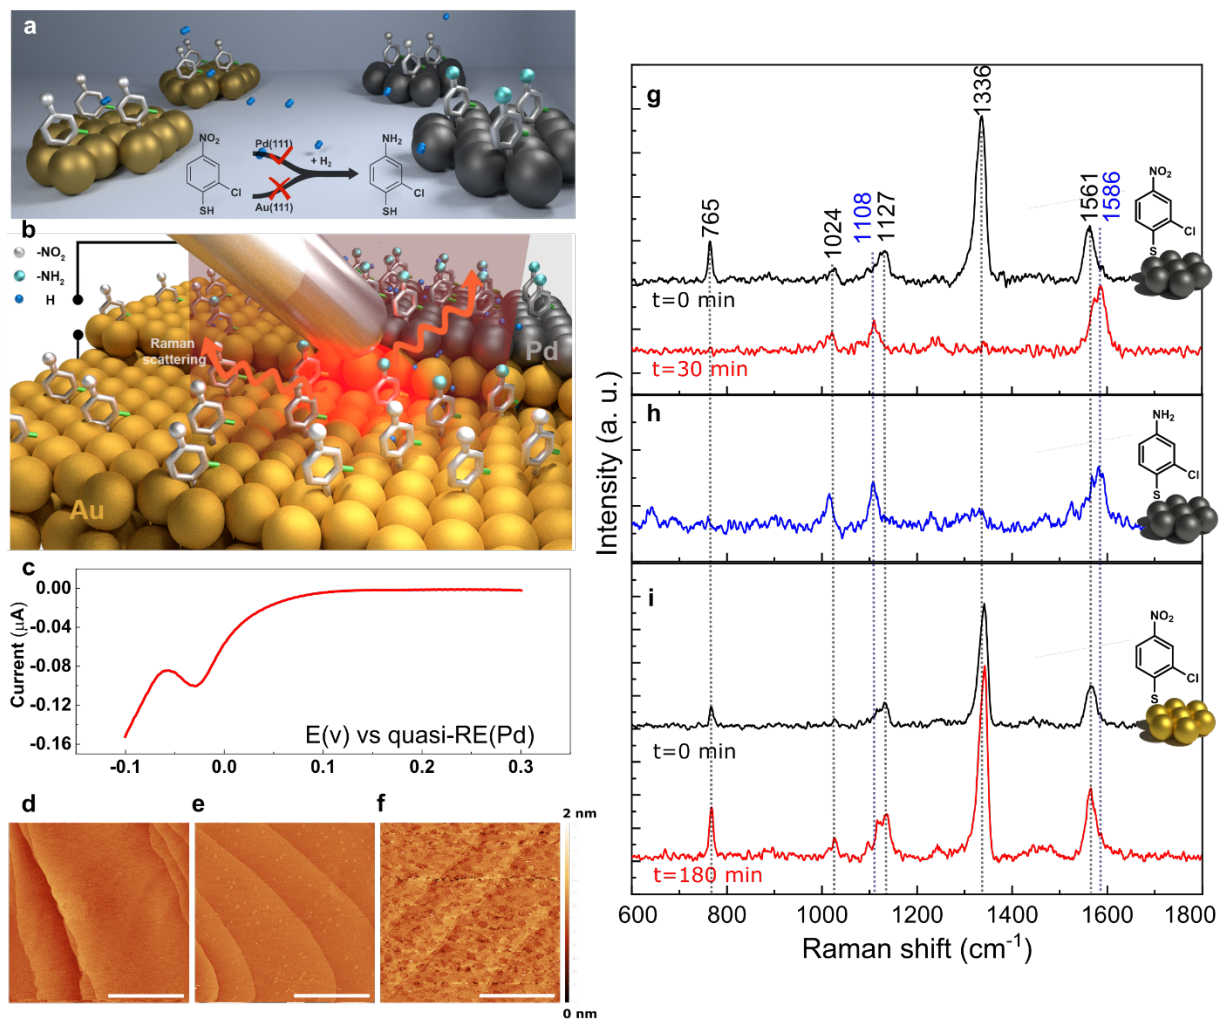 a
NO₂
Cl
SH
Pd(111)
+ H₂
Au(111)
NH₂
Cl
SH
b
-NO₂
-NH₂
H
Raman
scattering
Pd
Au
c
Current (μA)
0.00
-0.04
-0.08
-0.12
-0.16
E(v) vs quasi-RE(Pd)
-0.1 0.0 0.1 0.2 0.3
d e f
2 nm
0 nm
Intensity (a. u.)
g
765
1024
1108
1127
1336
1561
1586
t=0 min
t=30 min
NO₂
Cl
S
h
NH₂
Cl
S
i
t=0 min
t=180 min
NO₂
Cl
S
600 800 1000 1200 1400 1600 1800
Raman shift (cm⁻¹)